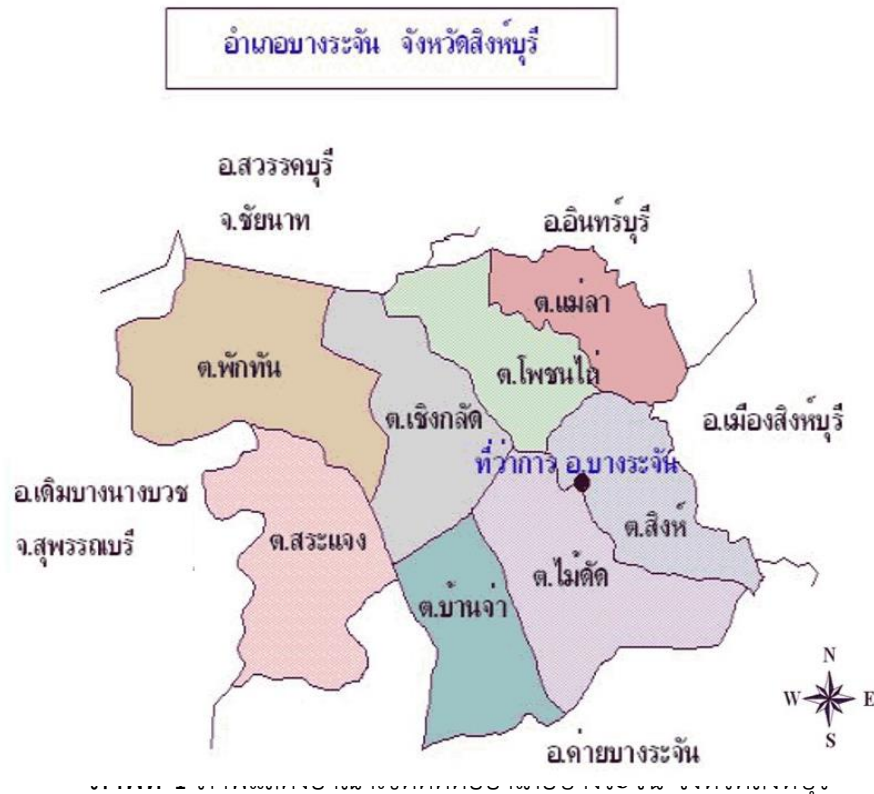 อำเภอบางระจัน จังหวัดสิงห์บุรี
อ.สวรรคบุรี
จ.ชัยนาท
อ.อินทร์บุรี
ต.แม่ลา
ต.พักทัน
ต.โพชนไก่
ต.เชิงกลัด
อ.เมืองสิงห์บุรี
ที่ว่าการ อ.บางระจัน
อ.เดิมบางนางบวช
จ.สุพรรณบุรี
ต.สระแจง
ต.สิงห์
ต.ไม้ดัด
ต.บ้านจ่า
N
W E
S
อ.ค่ายบางระจัน